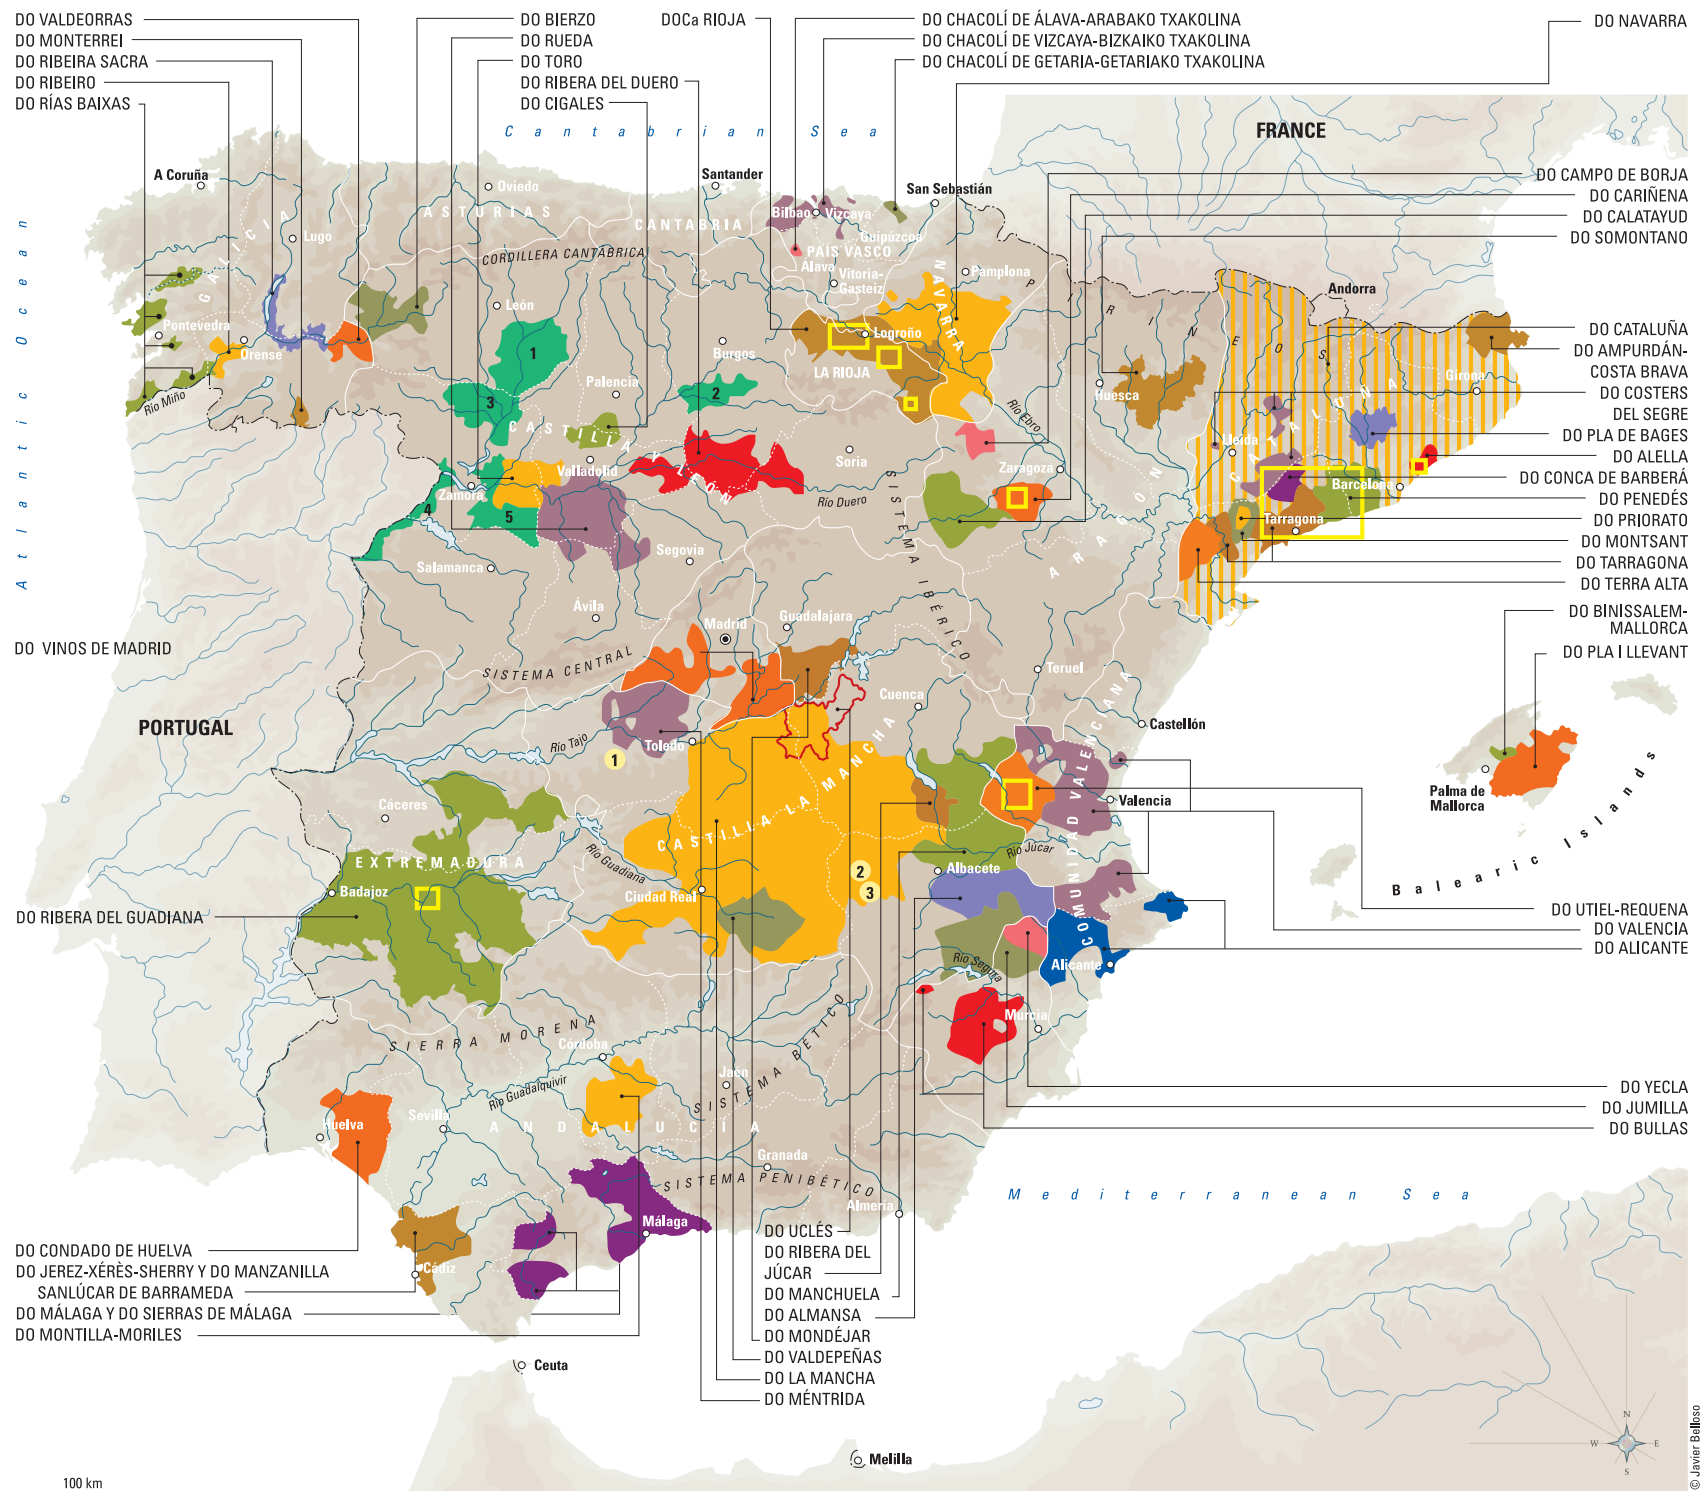 DO VALDEORRAS
DO MONTERREI
DO RIBEIRA SACRA
DO RIBEIRO
DO RÍAS BAIXAS
DO BIERZO
DO RUEDA
DO TORO
DO RIBERA DEL DUERO
DO CIGALES
DOCa RIOJA
DO CHACOLÍ DE ÁLAVA-ARABAKO TXAKOLINA
DO CHACOLÍ DE VIZCAYA-BIZKAIKO TXAKOLINA
DO CHACOLÍ DE GETARIA-GETARIAKO TXAKOLINA
DO NAVARRA
Cantabrian Sea
FRANCE
Atlantic Ocean
A Coruña
Oviedo
Santander
San Sebastián
ASTURIAS
CANTABRIA
Bilbao
Vizcaya
Guipúzcoa
PAÍS VASCO
Álava
Vitoria-
Gasteiz
Pamplona
NAVARRA
GALICIA
Lugo
CORDILLERA CANTÁBRICA
León
Pontevedra
Orense
Río Miño
Burgos
Logroño
LA RIOJA
Palencia
PIRINEOS
Andorra
Huesca
Río Ebro
1
2
3
4
5
CASTILLA Y LEÓN
Valladolid
Zamora
Soria
Río Duero
Zaragoza
Lleida
CATALUÑA
Girona
Barcelona
Tarragona
ARAGÓN
SISTEMA IBÉRICO
Segovia
Salamanca
Ávila
Guadalajara
Madrid
Teruel
SISTEMA CENTRAL
DO CAMPO DE BORJA
DO CARIÑENA
DO CALATAYUD
DO SOMONTANO
DO CATALUÑA
DO AMPURDÁN-
COSTA BRAVA
DO COSTERS
DEL SEGRE
DO PLA DE BAGES
DO ALELLA
DO CONCA DE BARBERÁ
DO PENEDÉS
DO PRIORATO
DO MONTSANT
DO TARRAGONA
DO TERRA ALTA
DO BINISSALEM-
MALLORCA
DO PLA I LLEVANT
DO VINOS DE MADRID
PORTUGAL
Cuenca
Castellón
Toledo
Río Tajo
1
Cáceres
CASTILLA LA MANCHA
COMUNIDAD VALENCIANA
Valencia
Palma de
Mallorca
Balearic Islands
EXTREMADURA
Río Guadiana
Badajoz
Ciudad Real
2
3
Albacete
Río Júcar
DO RIBERA DEL GUADIANA
DO UTIEL-REQUENA
DO VALENCIA
DO ALICANTE
Alicante
Río Segura
Murcia
SIERRA MORENA
Córdoba
Jaén
SISTEMA BÉTICO
Río Guadalquivir
Sevilla
Huelva
ANDALUCÍA
Granada
SISTEMA PENIBÉTICO
Almería
Málaga
Cádiz
DO YECLA
DO JUMILLA
DO BULLAS
Mediterranean Sea
DO CONDADO DE HUELVA
DO JEREZ-XÉRÈS-SHERRY Y DO MANZANILLA
SANLÚCAR DE BARRAMEDA
DO MÁLAGA Y DO SIERRAS DE MÁLAGA
DO MONTILLA-MORILES
DO UCLÉS
DO RIBERA DEL
JÚCAR
DO MANCHUELA
DO ALMANSA
DO MONDÉJAR
DO VALDEPEÑAS
DO LA MANCHA
DO MÉNTRIDA
Ceuta
Melilla
100 km
N
W
E
S
© Javier Belloso